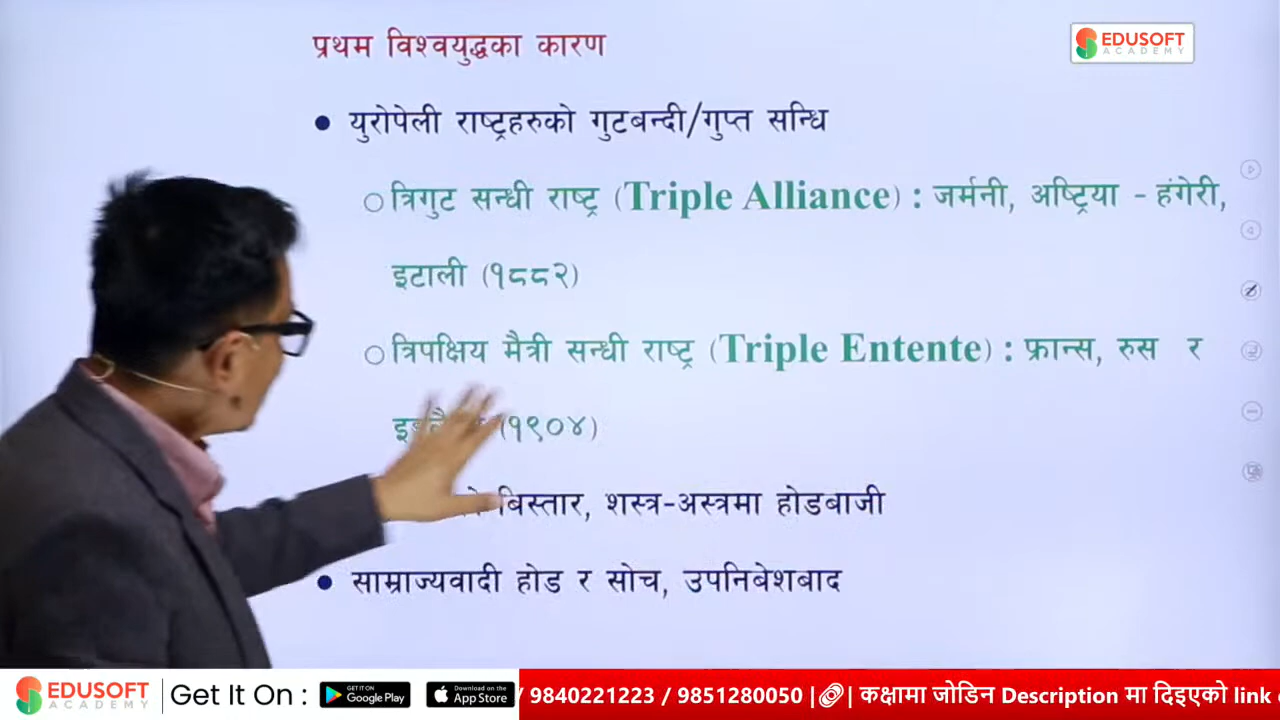 प्रथम विश्वयुद्धका कारण
EDUSOFT
ACADEMY
● युरोपेली राष्ट्रहरुको गुटबन्दी/गुप्त सन्धि
○ त्रिगुट सन्धी राष्ट्र (Triple Alliance) : जर्मनी, अष्ट्रिया - हंगेरी,
इटाली (१८८२)
○ त्रिपक्षिय मैत्री सन्धी राष्ट्र (Triple Entente) : फ्रान्स, रुस र
(१९०४)
बिस्तार, शस्त्र-अस्त्रमा होडबाजी
● साम्राज्यवादी होड र सोच, उपनिबेशबाद
EDUSOFT
ACADEMY
Get It On :
GET IT ON
Google Play
Download on the
App Store
/ 9840221223 / 9851280050 | | कक्षामा जोडिन Description मा दिइएको link